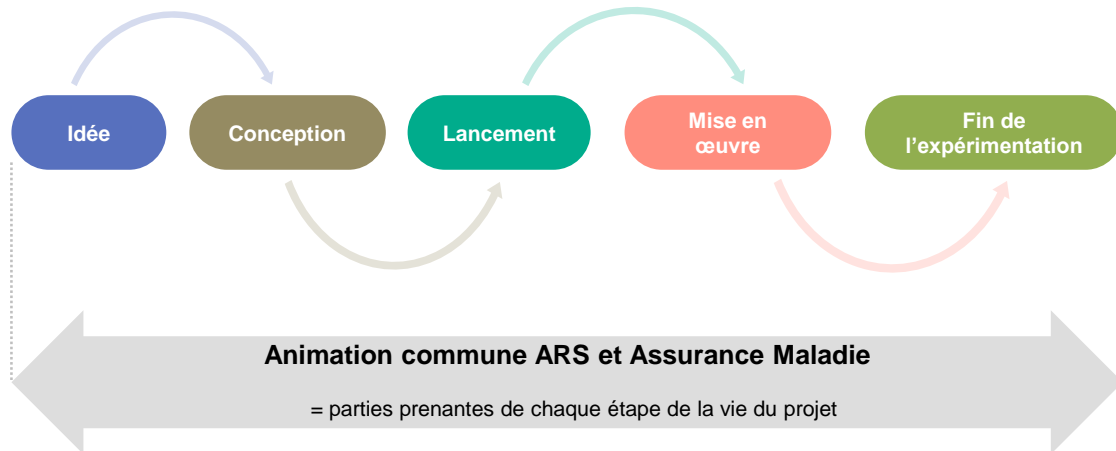 Idée
Conception
Lancement
Mise en
œuvre
Fin de
l'expérimentation
Animation commune ARS et Assurance Maladie
= parties prenantes de chaque étape de la vie du projet